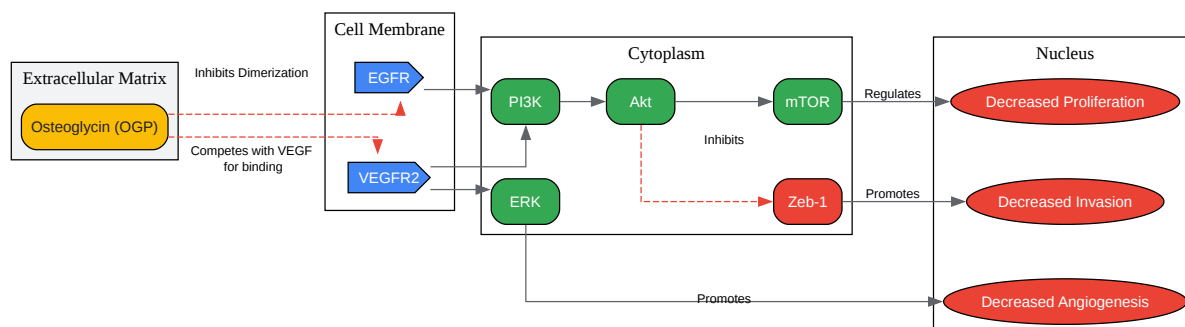 Extracellular Matrix
Osteoglycin (OGP)
Inhibits Dimerization
Competes with VEGF
for binding
Cell Membrane
EGFR
VEGFR2
Cytoplasm
PI3K
Akt
mTOR
Inhibits
ERK
Zeb-1
Regulates
Promotes
Promotes
Nucleus
Decreased Proliferation
Decreased Invasion
Decreased Angiogenesis